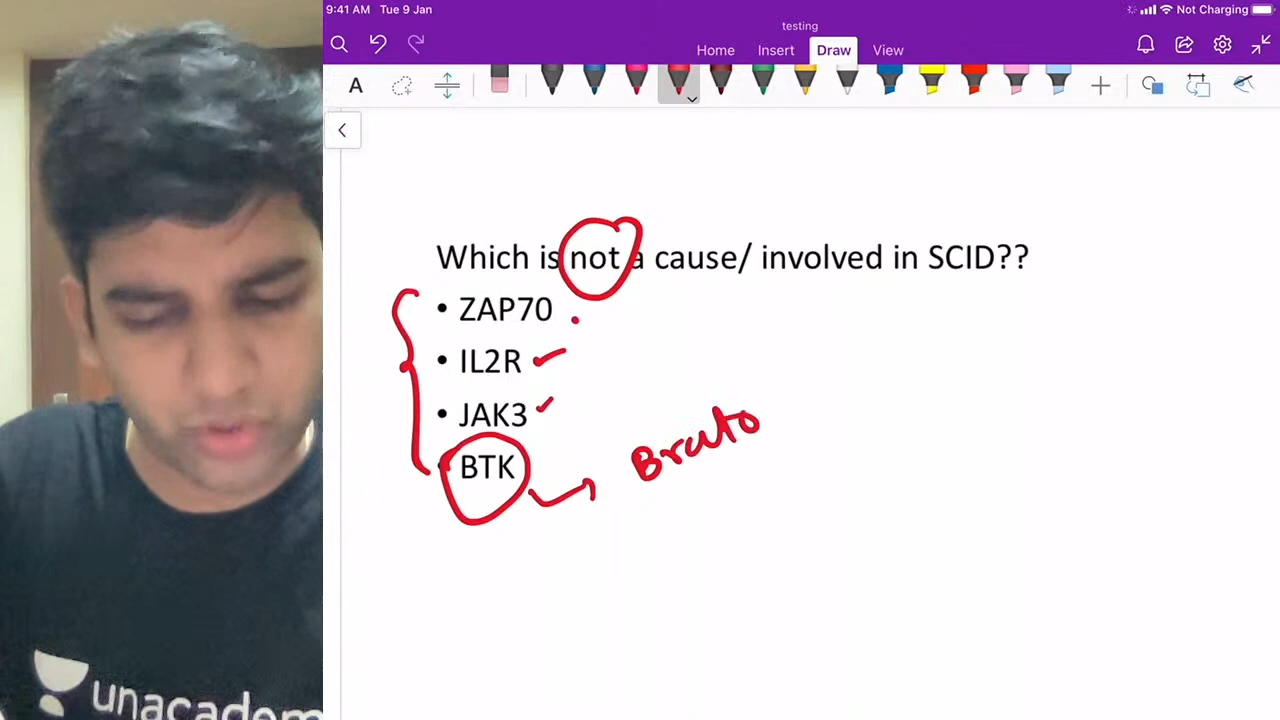 9:41 AM Tue 9 Jan
Not Charging
testing
Home Insert Draw View
A
Which is not a cause/ involved in SCID??
• ZAP70
• IL2R
• JAK3
BTK
Bruto
unacadem